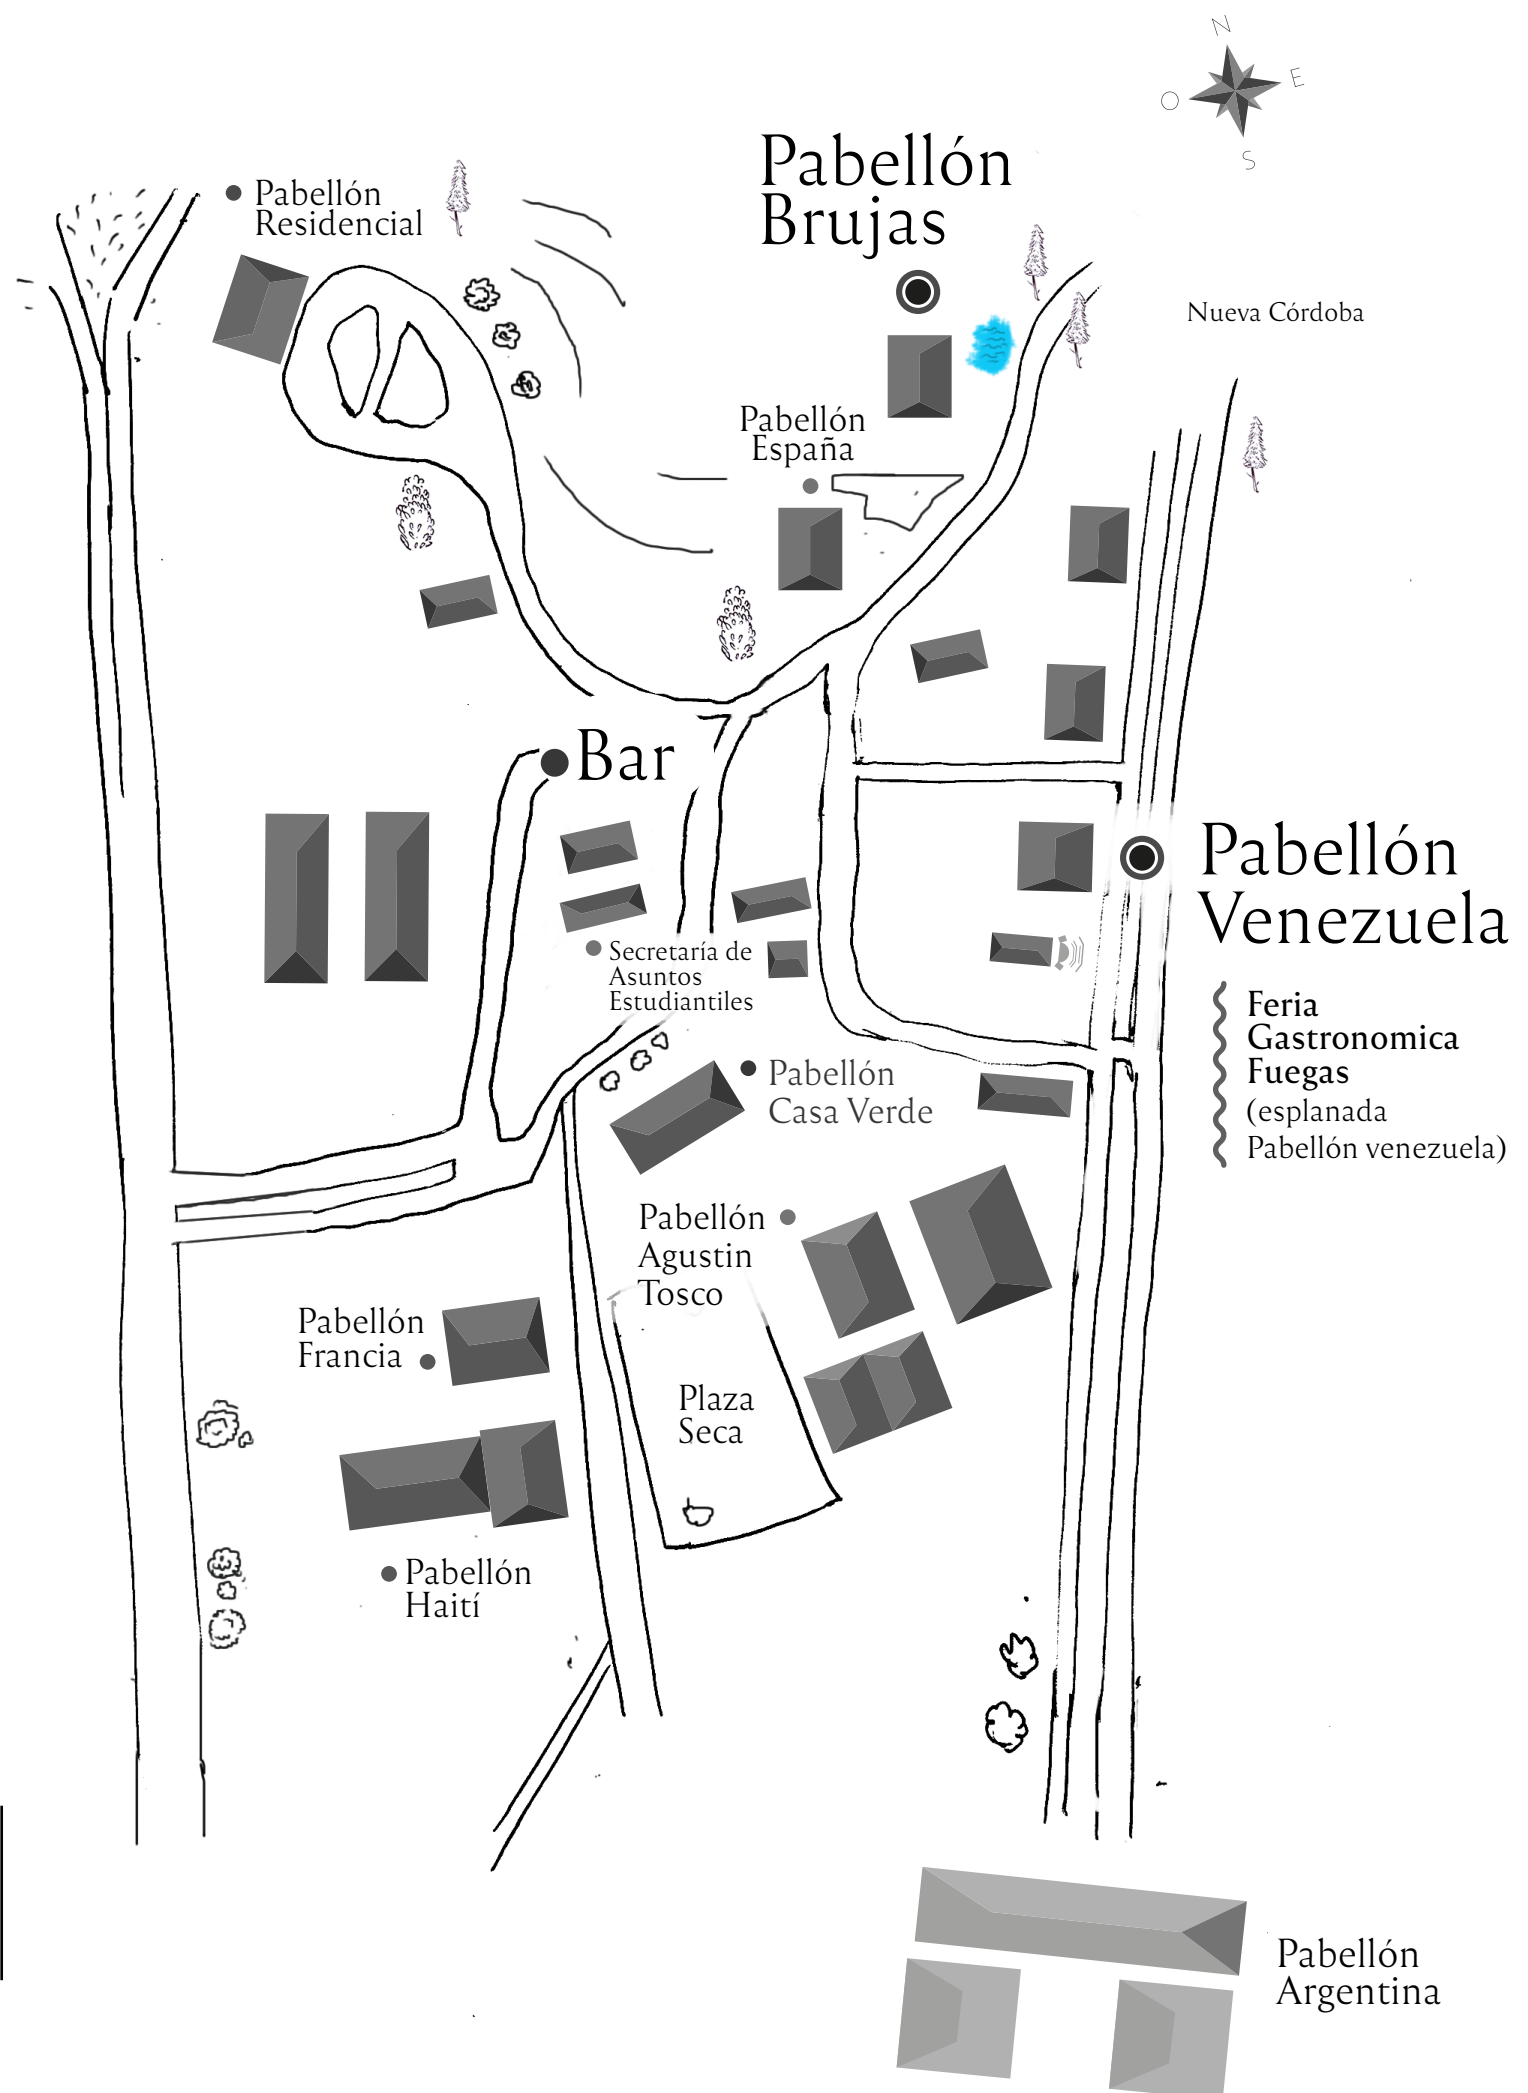 N
E
O
S
Pabellón
Brujas
Pabellón
Residencial
Nueva Córdoba
Pabellón
España
Bar
Pabellón
Venezuela
Secretaría de
Asuntos
Estudiantiles
Feria
Gastronomica
Fuegas
(esplanada
Pabellón venezuela)
Pabellón
Casa Verde
Pabellón
Agustin
Tosco
Pabellón
Francia
Plaza
Seca
Pabellón
Haití
Pabellón
Argentina